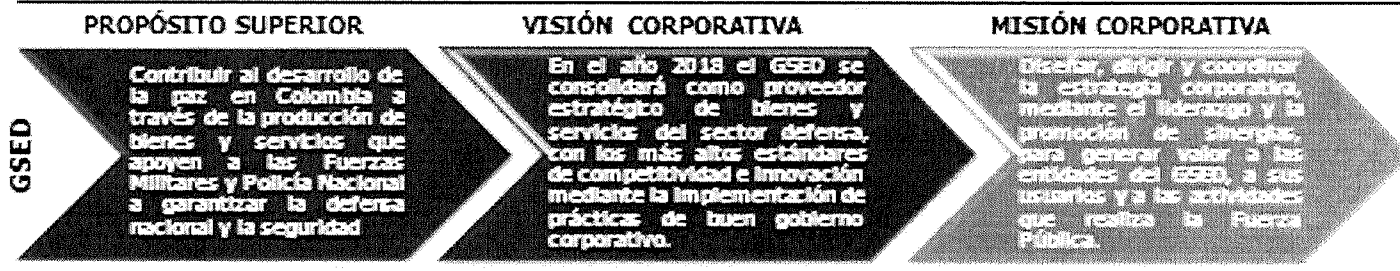 PROPÓSITO SUPERIOR
VISIÓN CORPORATIVA
MISIÓN CORPORATIVA
GSED
Contribuir al desarrollo de
la paz en Colombia a
través de la producción de
bienes y servicios que
apoyen a las Fuerzas
Militares y Policía Nacional
a garantizar la defensa
nacional y la seguridad
En el año 2018 el GSED se
consolidará como proveedor
estratégico de bienes y
servicios del sector defensa,
con los más altos estándares
de competitividad e innovación
mediante la implementación de
prácticas de buen gobierno
corporativo.
Diseñar, dirigir y coordinar
la estrategia corporativa,
mediante el liderazgo y la
promoción de sinergias,
para generar valor a las
entidades del GSED, a sus
usuarios y a las actividades
que realiza la Fuerza
Pública.